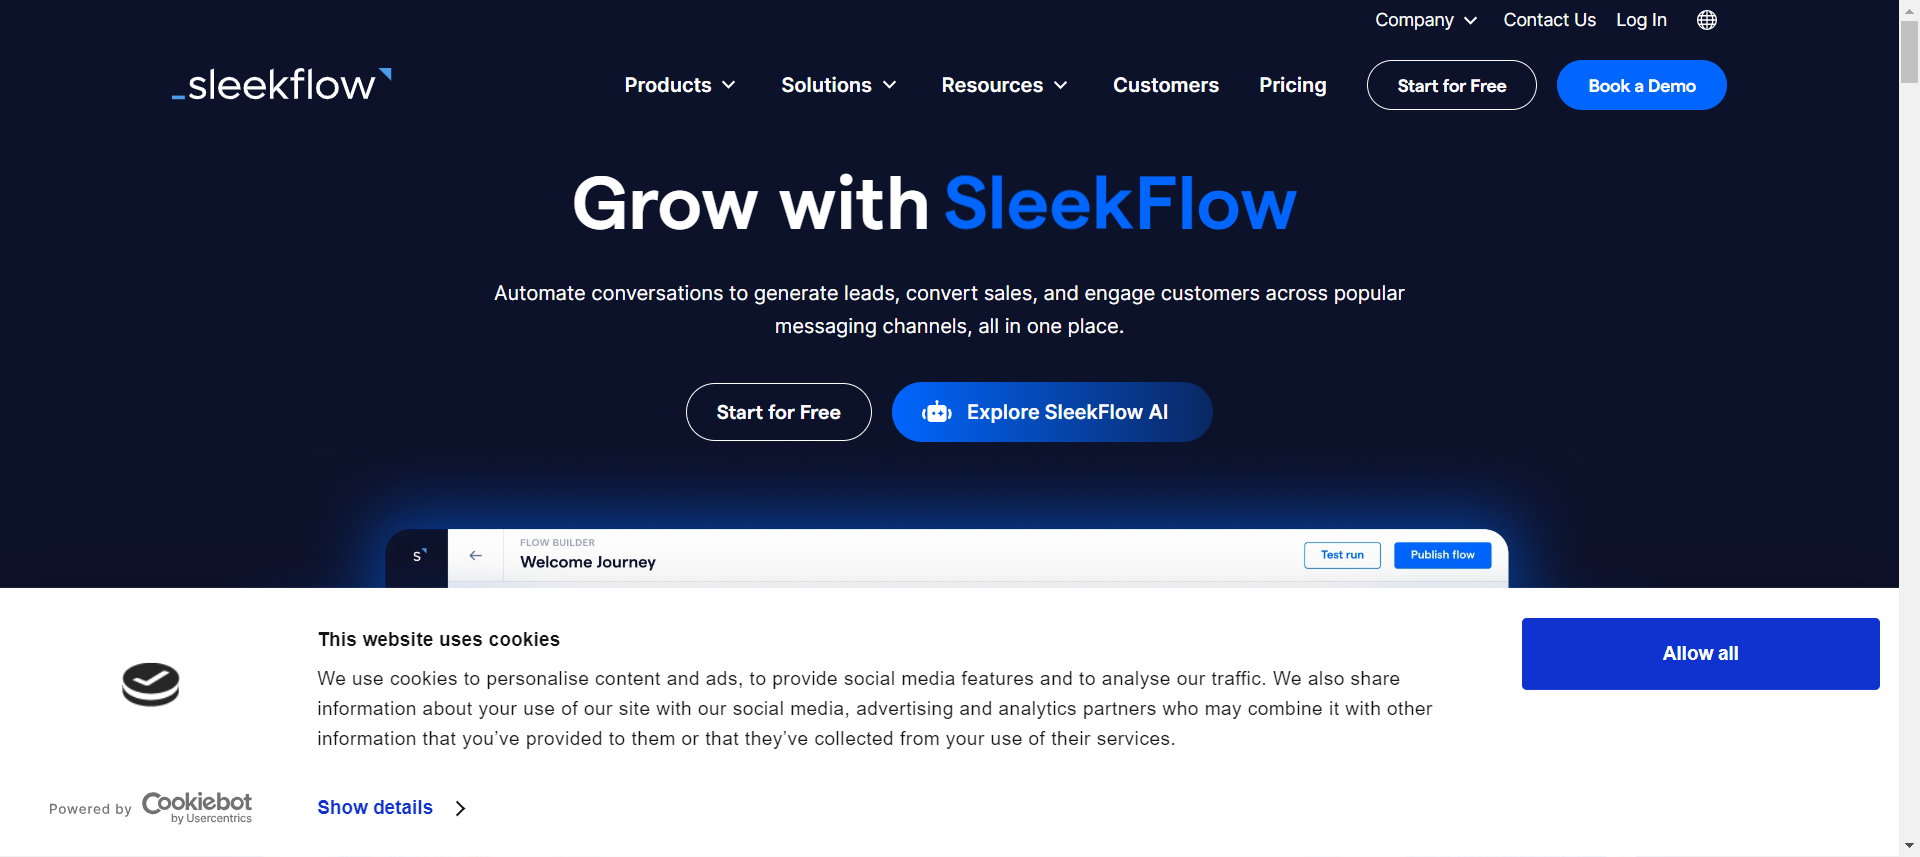 Company Contact Us Log In
_sleekflow Products Solutions Resources Customers Pricing Start for Free Book a Demo
Grow with SleekFlow
Automate conversations to generate leads, convert sales, and engage customers across popular
messaging channels, all in one place.
Start for Free Explore SleekFlow AI
S
FLOW BUILDER
Welcome Journey
Test run Publish flow
This website uses cookies
We use cookies to personalise content and ads, to provide social media features and to analyse our traffic. We also share
information about your use of our site with our social media, advertising and analytics partners who may combine it with other
information that you’ve provided to them or that they’ve collected from your use of their services.
Allow all
Powered by Cookiebot
by Usercentrics
Show details